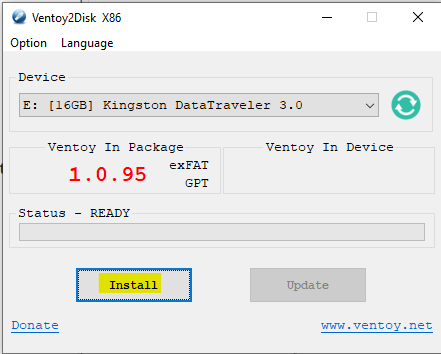 Ventoy2Disk X86
Option Language
Device
E: [16GB] Kingston DataTraveler 3.0
Ventoy In Package
Ventoy In Device
1.0.95
exFAT
GPT
Status - READY
Install
Update
Donate
www.ventoy.net